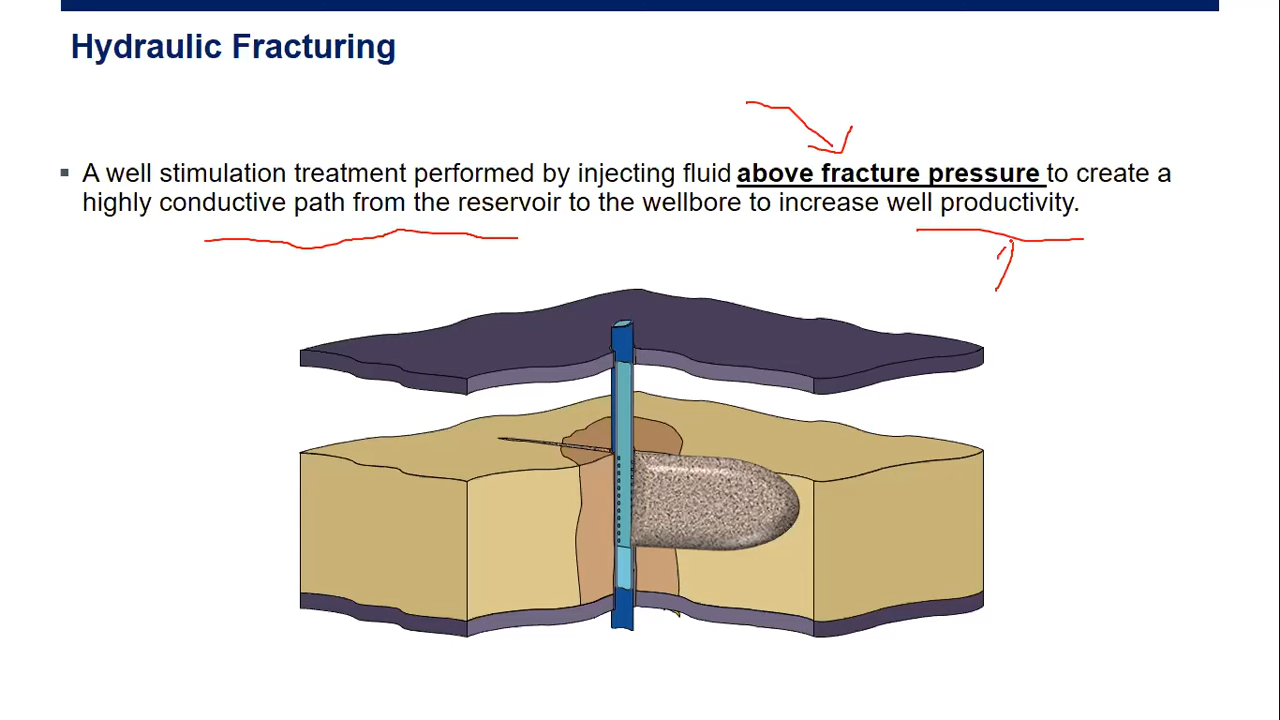 Hydraulic Fracturing
▪ A well stimulation treatment performed by injecting fluid above fracture pressure to create a
highly conductive path from the reservoir to the wellbore to increase well productivity.